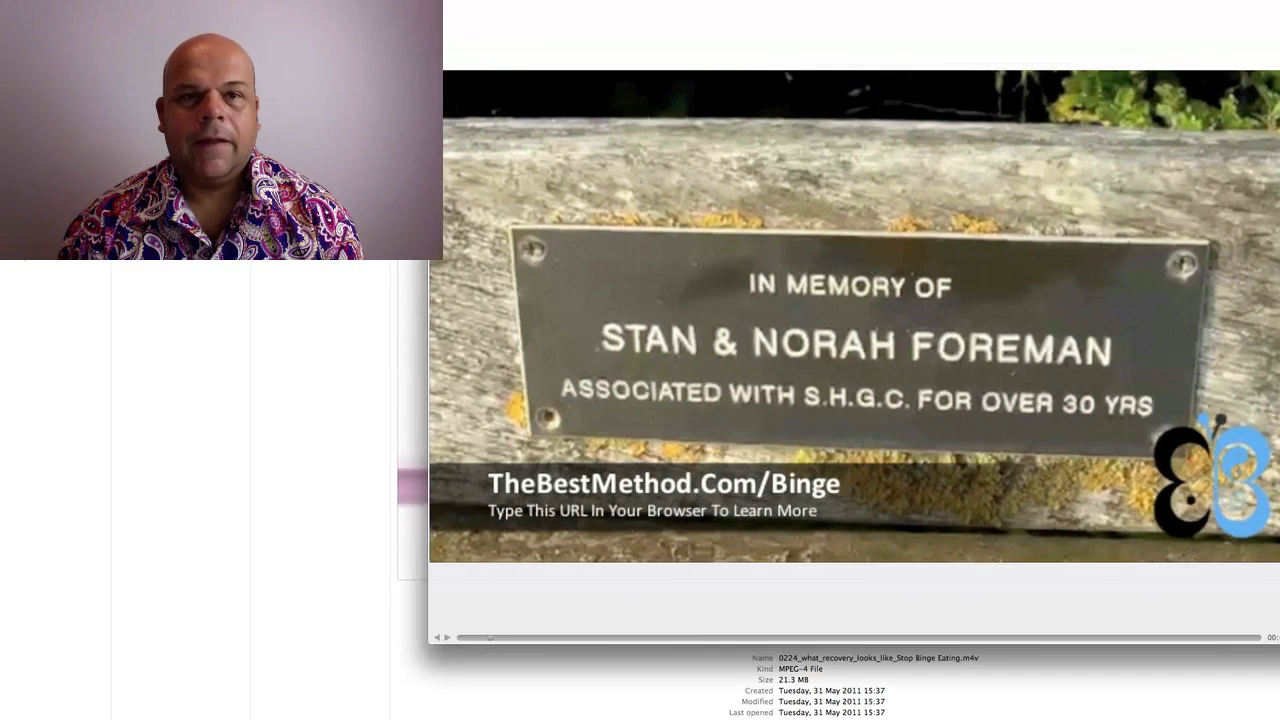 IN MEMORY OF
STAN & NORAH FOREMAN
ASSOCIATED WITH S.H.G.C. FOR OVER 30 YRS
TheBestMethod.Com/Binge
Type This URL In Your Browser To Learn More
00:
Name 0224_what_recovery_looks_like_Stop Binge Eating.m4v
Kind MPEG-4 File
Size 21.3 MB
Created Tuesday, 31 May 2011 15:37
Modified Tuesday, 31 May 2011 15:37
Last opened Tuesday, 31 May 2011 15:37